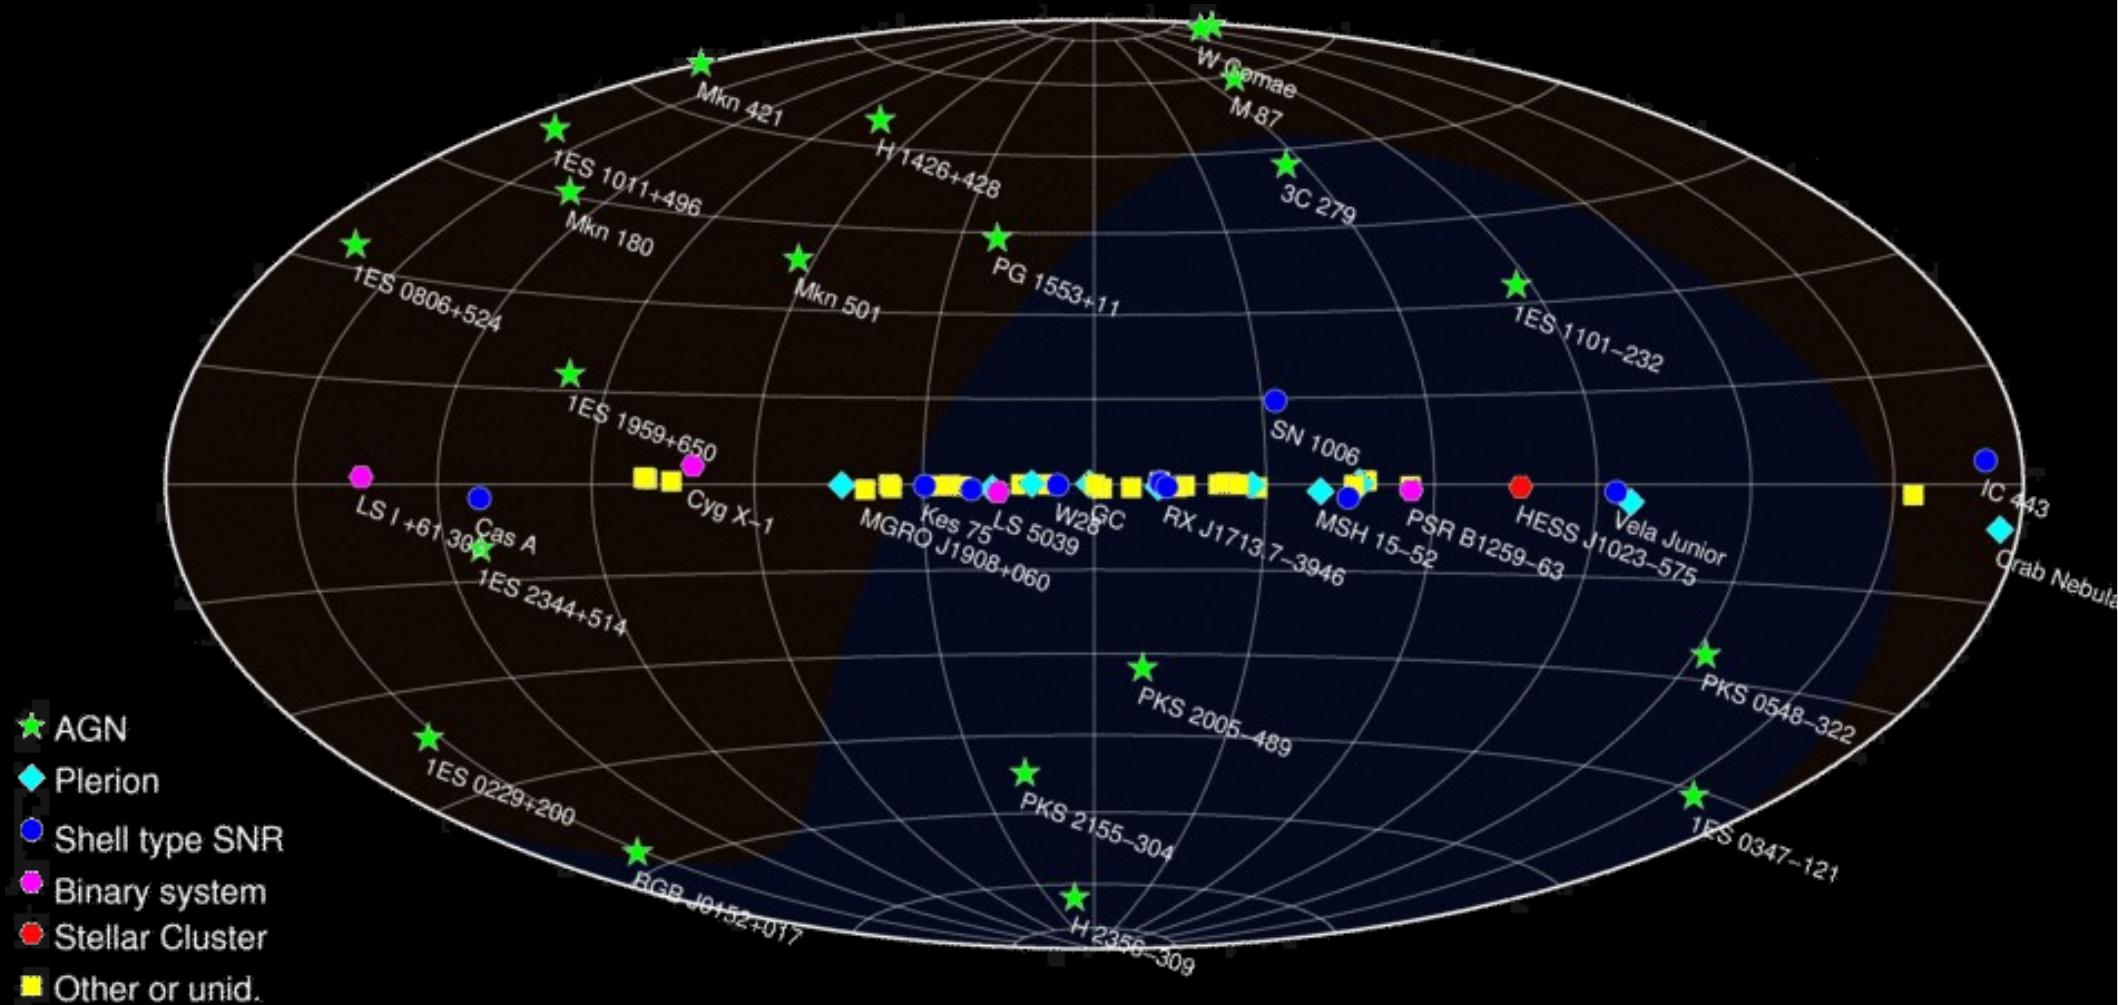 W Comae
M 87
Mkn 421
H 1426+428
1ES 1011+496
3C 279
Mkn 180
PG 1553+11
1ES 0806+524
Mkn 501
1ES 1101-232
1ES 1959+650
SN 1006
Cyg X-1
LS I +61 303
Cas A
MGRO J1908+060
Kes 75
LS 5039
W28
GC
RX J1713.7-3946
MSH 15-52
PSR B1259-63
HESS J1023-575
Vela Junior
IC 443
Crab Nebula
1ES 2344+514
PKS 2005-489
PKS 0548-322
1ES 0229+200
PKS 2155-304
1ES 0347-121
RGB J0152+017
H 2356-309
AGN
Plerion
Shell type SNR
Binary system
Stellar Cluster
Other or unid.